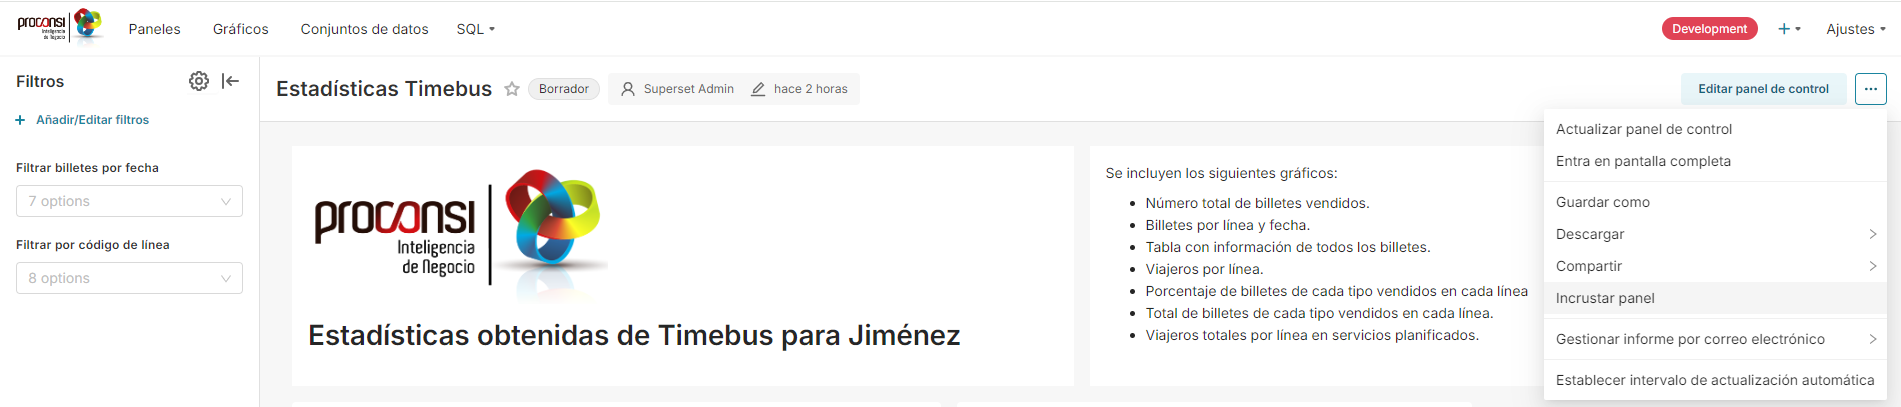 proconsi
Inteligencia
de Negocio
Paneles
Gráficos
Conjuntos de datos
SQL
Development
Ajustes
Filtros
Añadir/Editar filtros
Filtrar billetes por fecha
7 options
Filtrar por código de línea
8 options
Estadísticas Timebus
Borrador
Superset Admin
hace 2 horas
Editar panel de control
proconsi
Inteligencia
de Negocio
Estadísticas obtenidas de Timebus para Jiménez
Se incluyen los siguientes gráficos:
Número total de billetes vendidos.
Billetes por línea y fecha.
Tabla con información de todos los billetes.
Viajeros por línea.
Porcentaje de billetes de cada tipo vendidos en cada línea
Total de billetes de cada tipo vendidos en cada línea.
Viajeros totales por línea en servicios planificados.
Actualizar panel de control
Entra en pantalla completa
Guardar como
Descargar
Compartir
Incrustar panel
Gestionar informe por correo electrónico
Establecer intervalo de actualización automática